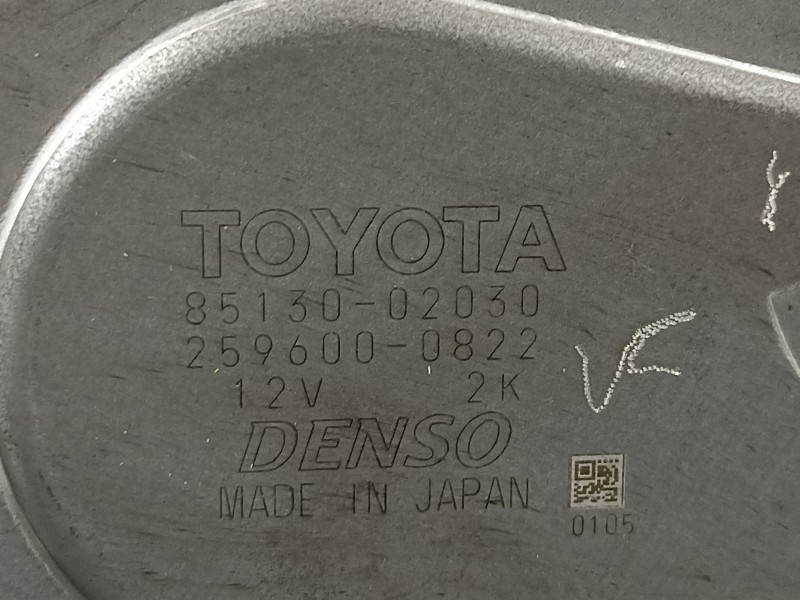 TOYOTA
85130-02030
259600-0822
12V 2K
DENSO
MADE IN JAPAN
0105